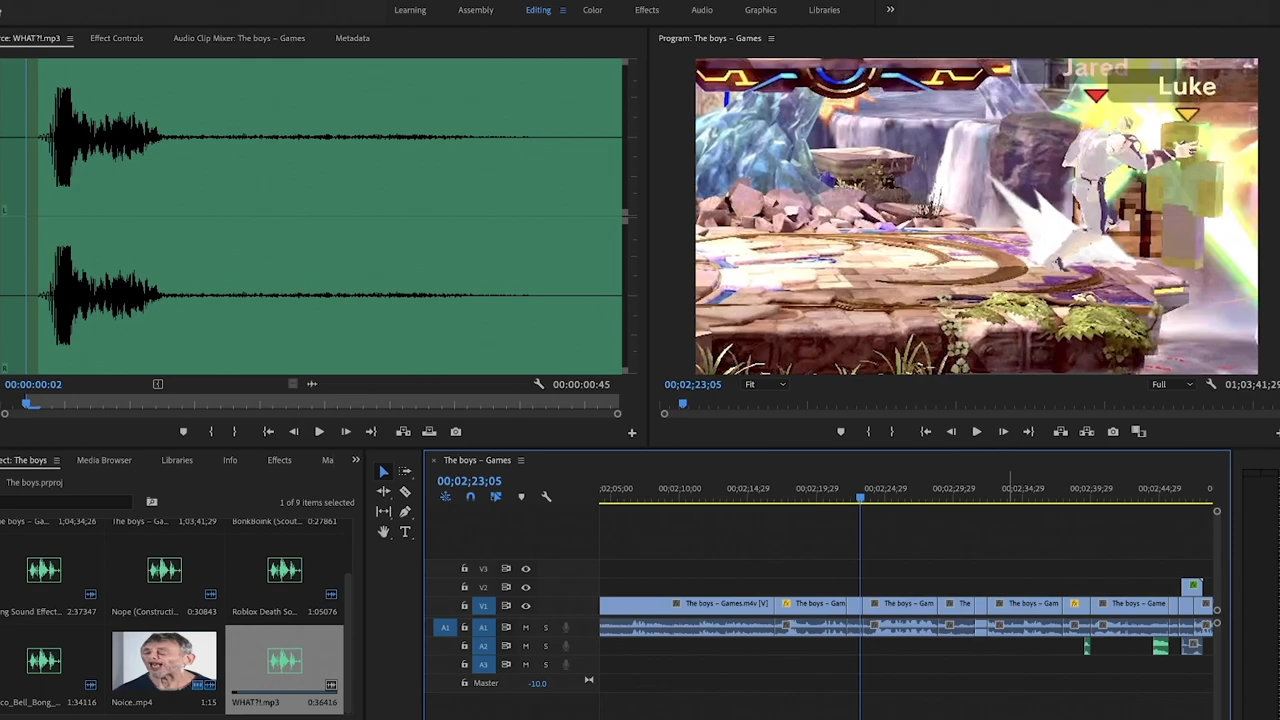 Learning Assembly Editing Color Effects Audio Graphics Libraries
rce: WHAT?!.mp3 Effect Controls Audio Clip Mixer: The boys – Games Metadata
Program: The boys – Games
Jared
Luke
L
R
00:00:00:02 00:00:00:45
00;02;23;05 Fit Full 01;03;41;29
ect: The boys Media Browser Libraries Info Effects Ma
The boys.prproj
1 of 9 items selected
he boys – Ga... 1;04;34;26 The boys – Ga... 1;03;41;29 BonkBoink (Scout... 0:27861
ng Sound Effect... 2:37347 Nope (Constructi... 0:30843 Roblox Death So... 1:05076
co_Bell_Bong_... 1:34116 Noice..mp4 1:15 WHAT?!.mp3 0:36416
The boys – Games
00;02;23;05
;02;05;00 00;02;10;00 00;02;14;29 00;02;19;29 00;02;24;29 00;02;29;29 00;02;34;29 00;02;39;29 00;02;44;29 0
V3
V2
V1 The boys – Games.m4v [V] The boys – Gam The boys – Gam The The boys – Gam The boys – Game
A1 A1 M S
A2 M S
A3 M S
Master -10.0